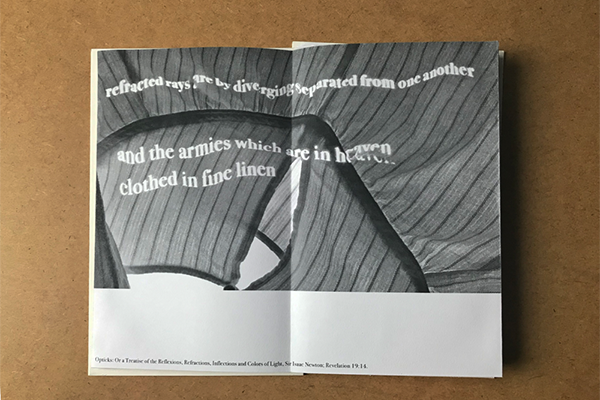 refracted rays are by diverging separated from one another
and the armies which are in heaven
clothed in fine linen
Opticks: Or a Treatise of the Reflexions, Refractions, Inflections and Colors of Light, Sir Isaac Newton; Revelation 19:14.